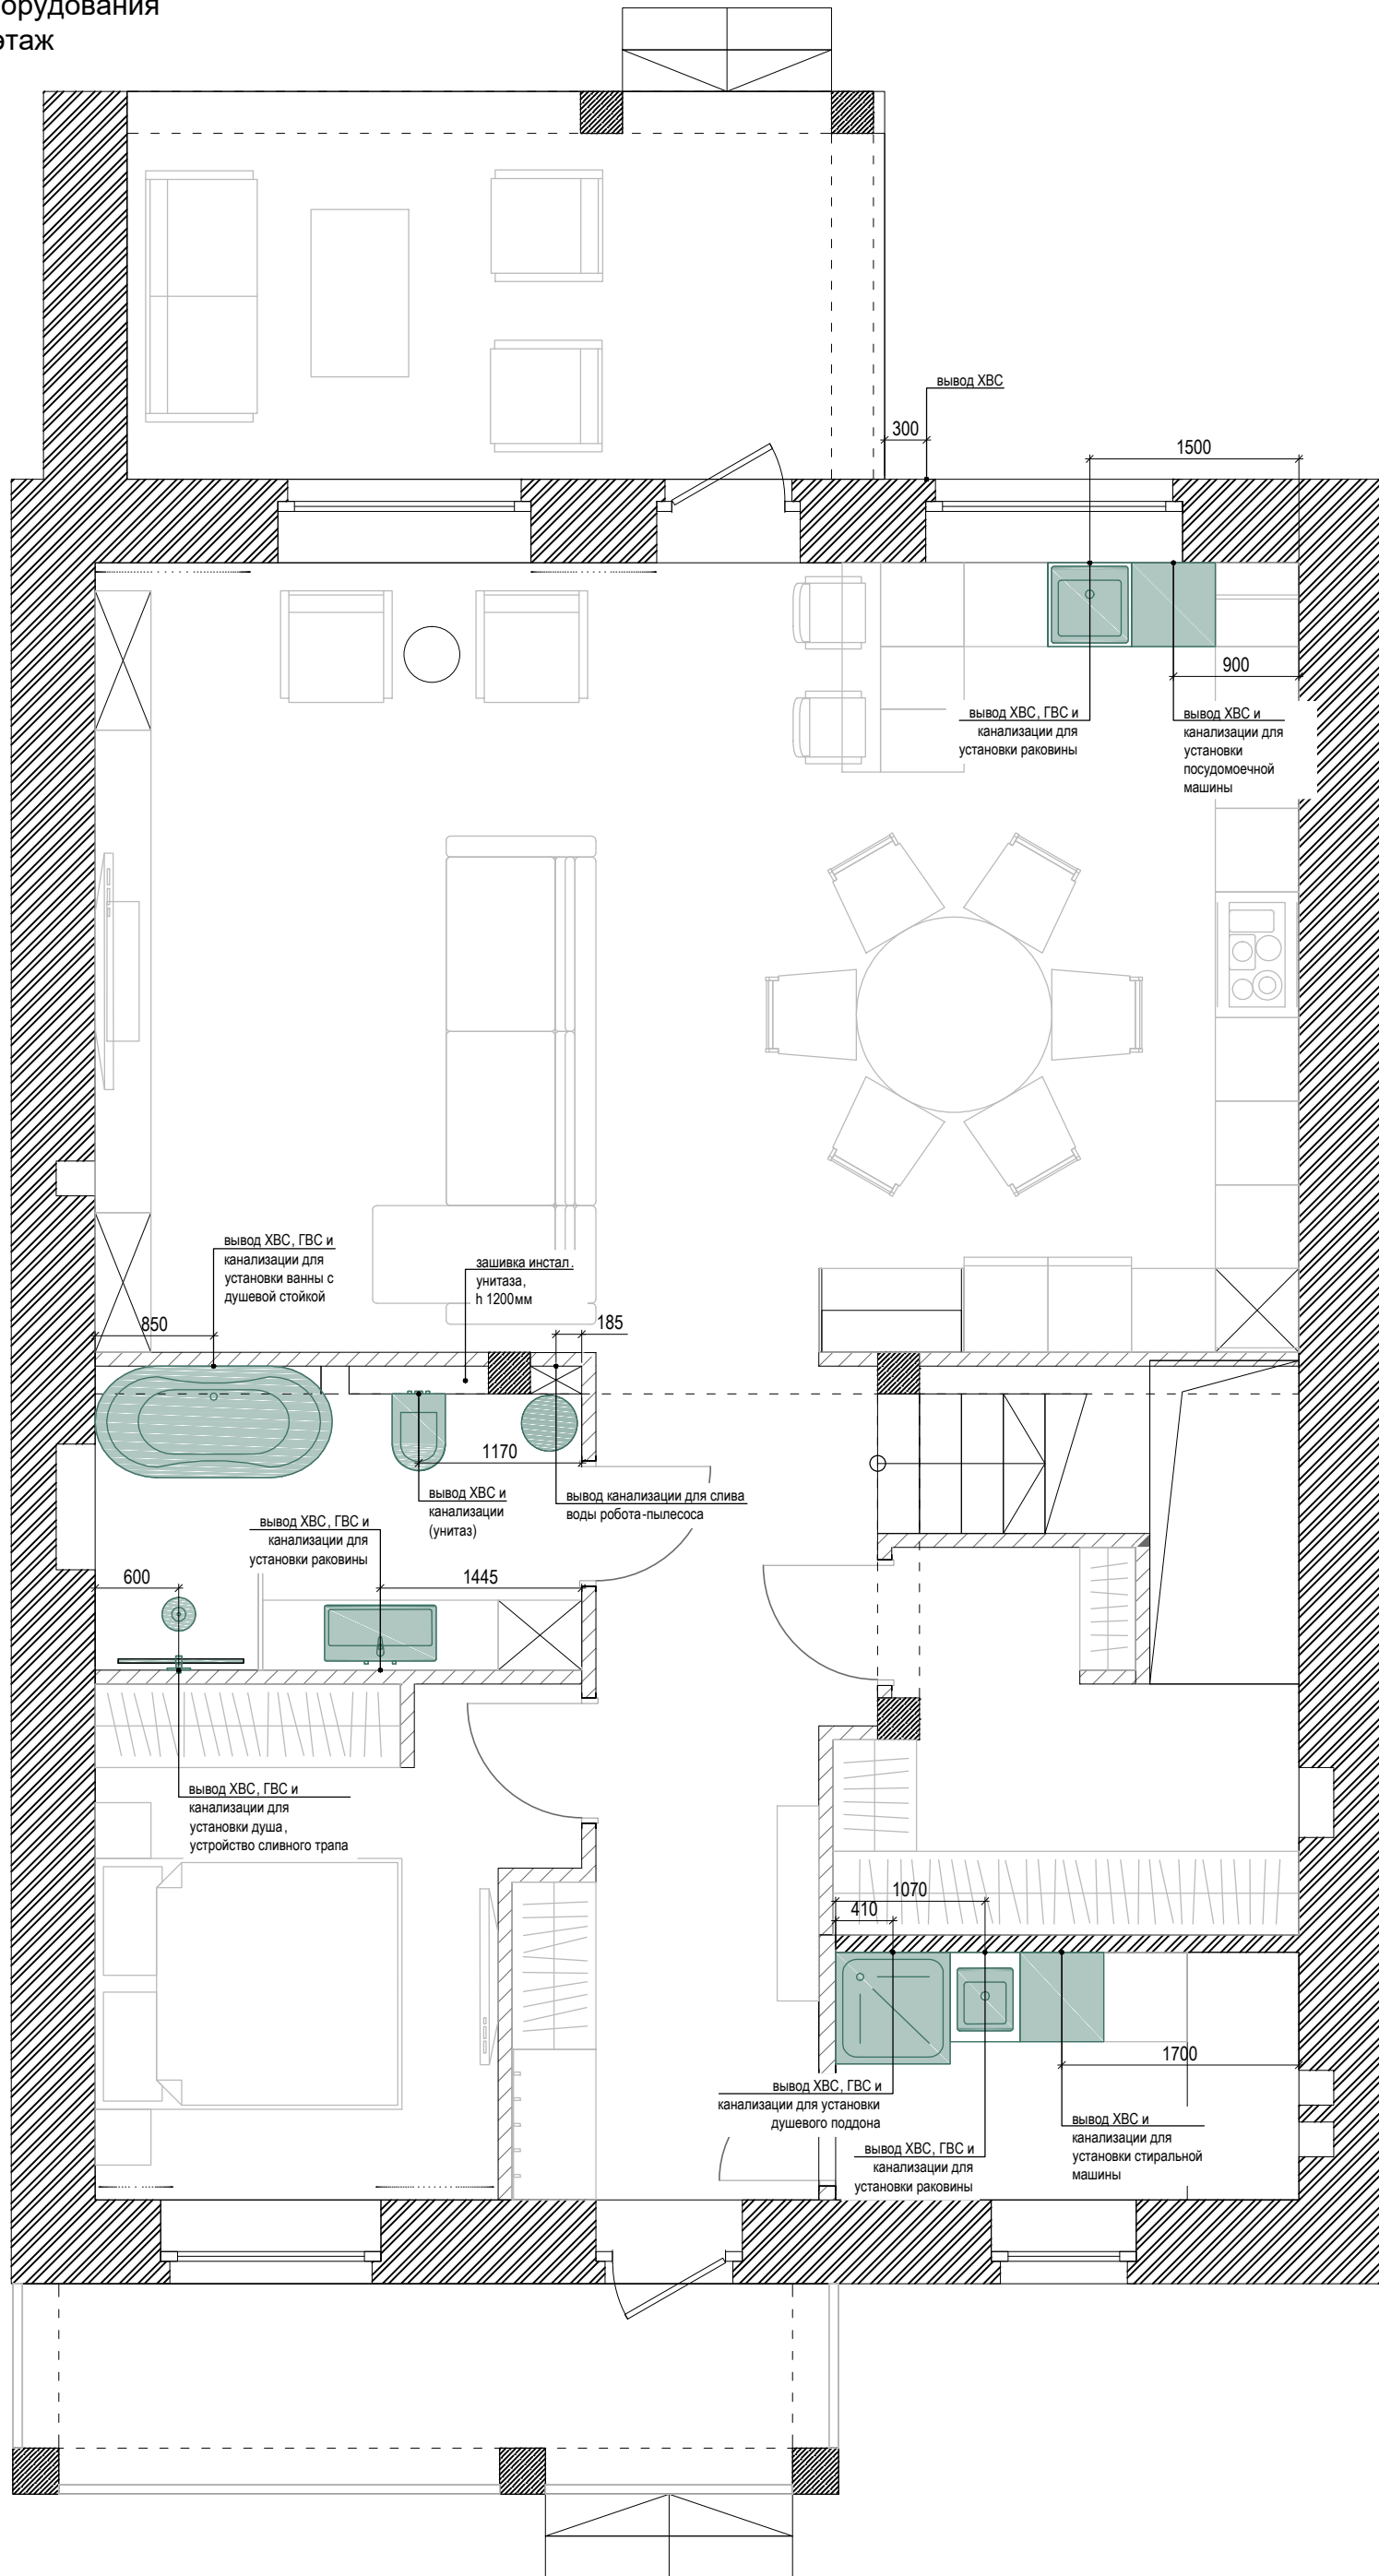 орудования
этаж
вывод ХВС
300
1500
900
вывод ХВС, ГВС и
канализации для
установки раковины
вывод ХВС и
канализации для
установки
посудомоечной
машины
вывод ХВС, ГВС и
канализации для
установки ванны с
душевой стойкой
зашивка инстал.
унитаза,
h 1200мм
850
185
1170
вывод ХВС и
канализации
(унитаз)
вывод канализации для слива
воды робота-пылесоса
вывод ХВС, ГВС и
канализации для
установки раковины
600
1445
вывод ХВС, ГВС и
канализации для
установки душа,
устройство сливного трапа
1070
410
1700
вывод ХВС, ГВС и
канализации для установки
душевого поддона
вывод ХВС, ГВС и
канализации для
установки раковины
вывод ХВС и
канализации для
установки стиральной
машины